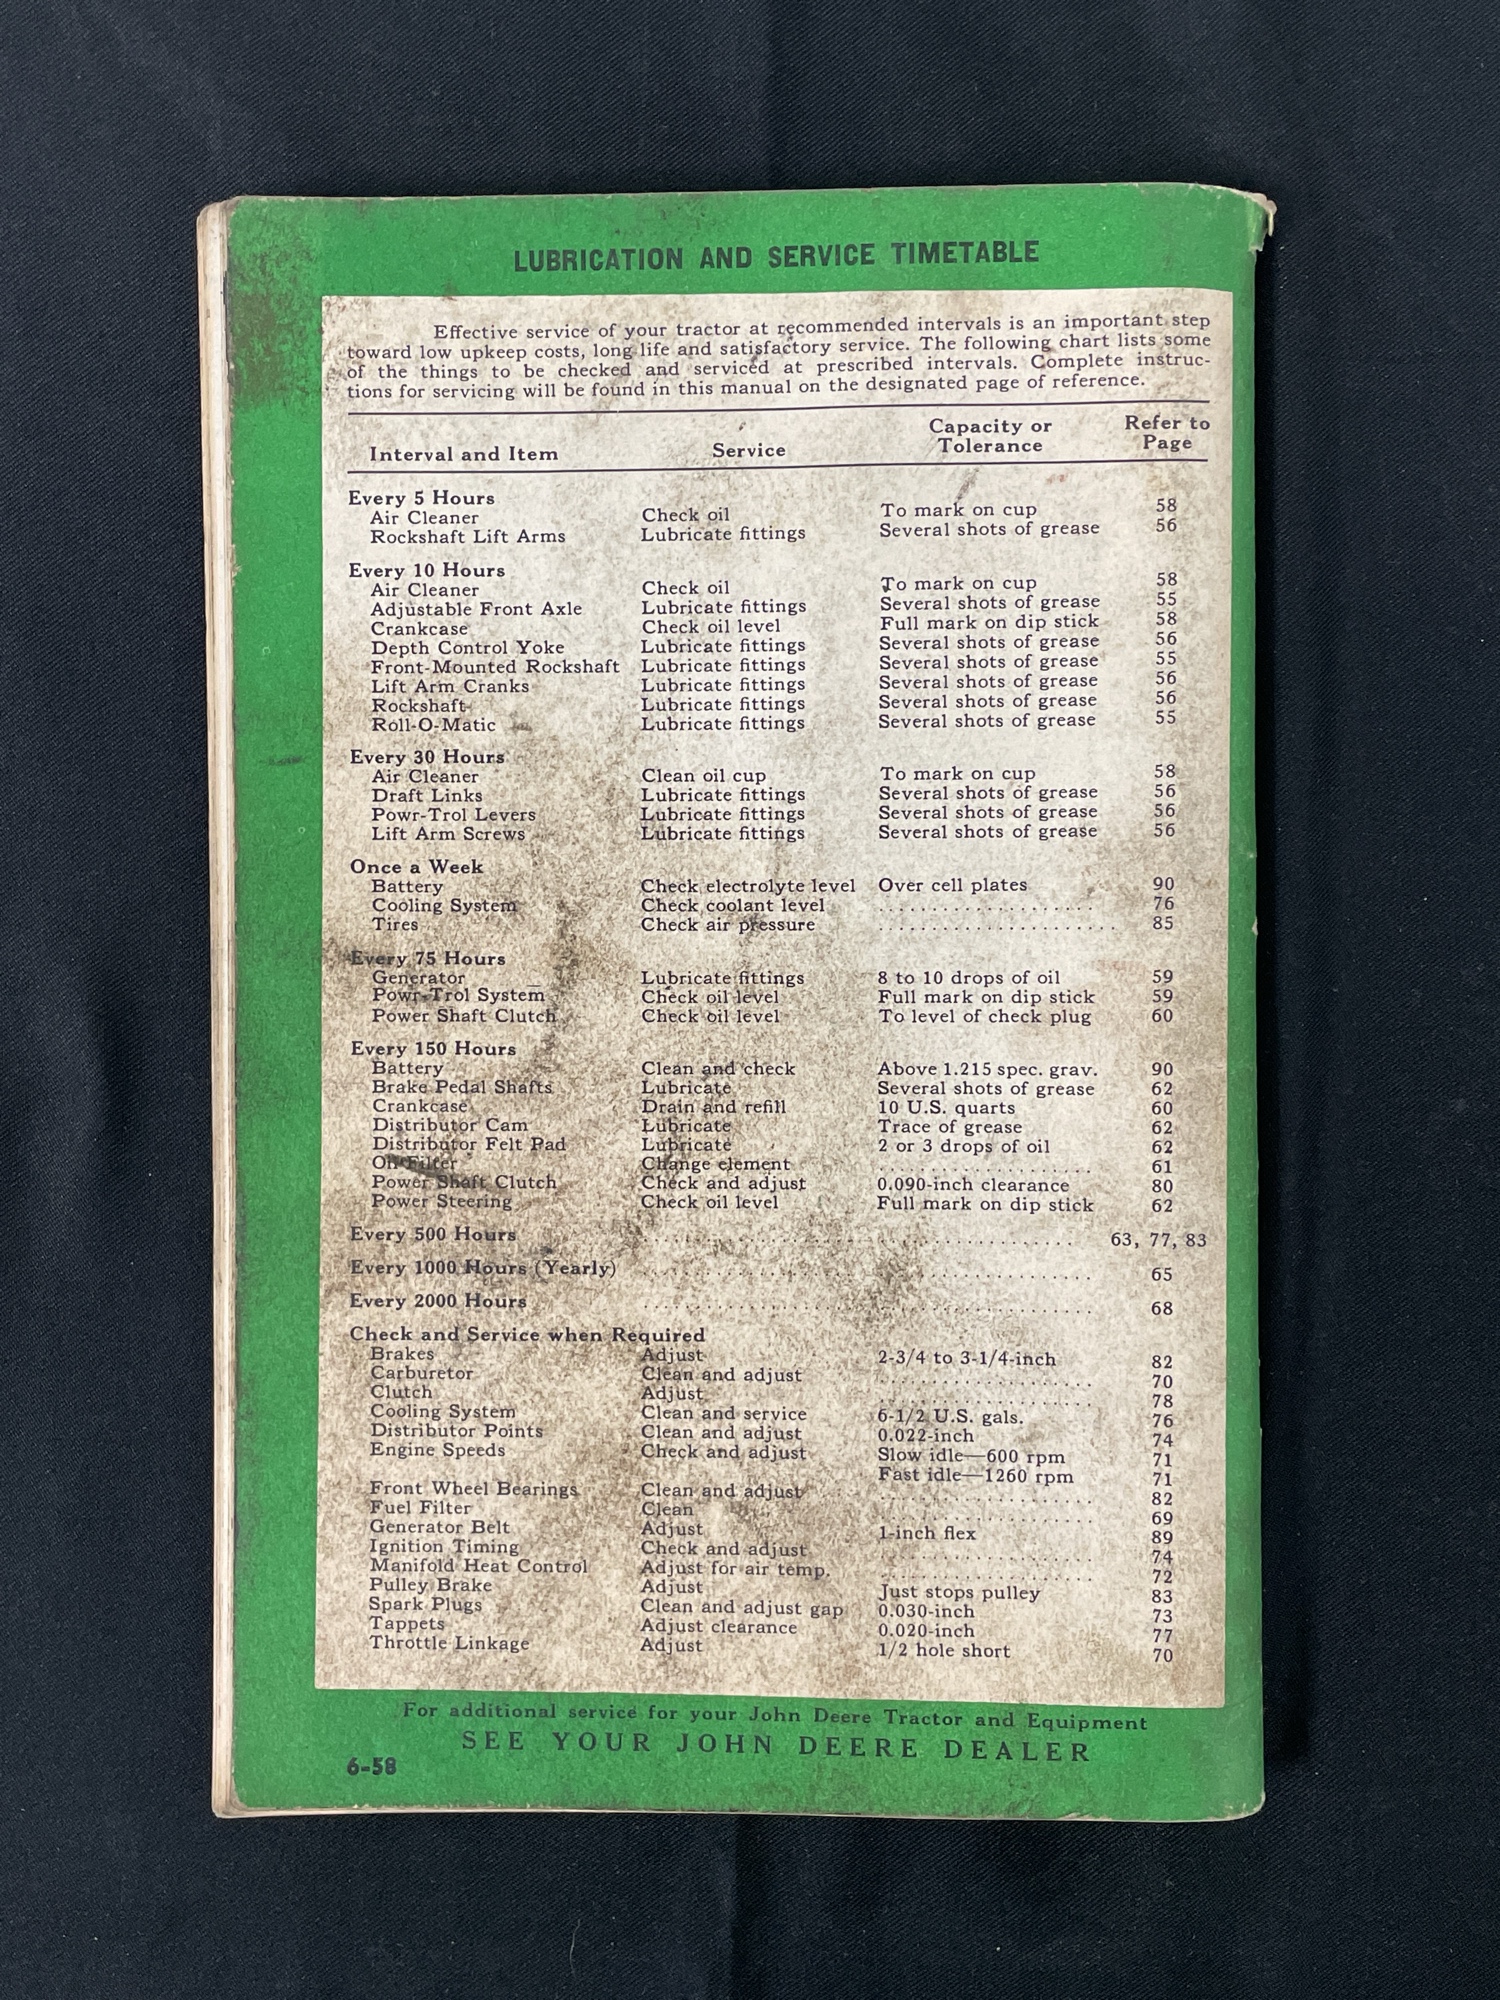 LUBRICATION AND SERVICE TIMETABLE
Effective service of your tractor at recommended intervals is an important step
toward low upkeep costs, long life and satisfactory service. The following chart lists some
of the things to be checked and serviced at prescribed intervals. Complete instruc-
tions for servicing will be found in this manual on the designated page of reference.
Interval and Item Service Capacity or Tolerance Refer to Page
Every 5 Hours
Air Cleaner Check oil To mark on cup 58
Rockshaft Lift Arms Lubricate fittings Several shots of grease 56
Every 10 Hours
Air Cleaner Check oil To mark on cup 58
Adjustable Front Axle Lubricate fittings Several shots of grease 55
Crankcase Check oil level Full mark on dip stick 58
Depth Control Yoke Lubricate fittings Several shots of grease 56
Front-Mounted Rockshaft Lubricate fittings Several shots of grease 55
Lift Arm Cranks Lubricate fittings Several shots of grease 56
Rockshaft Lubricate fittings Several shots of grease 56
Roll-O-Matic Lubricate fittings Several shots of grease 55
Every 30 Hours
Air Cleaner Clean oil cup To mark on cup 58
Draft Links Lubricate fittings Several shots of grease 56
Powr-Trol Levers Lubricate fittings Several shots of grease 56
Lift Arm Screws Lubricate fittings Several shots of grease 56
Once a Week
Battery Check electrolyte level Over cell plates 90
Cooling System Check coolant level .................... 76
Tires Check air pressure ...................... 85
Every 75 Hours
Generator Lubricate fittings 8 to 10 drops of oil 59
Powr-Trol System Check oil level Full mark on dip stick 59
Power Shaft Clutch Check oil level To level of check plug 60
Every 150 Hours
Battery Clean and check Above 1.215 spec. grav. 90
Brake Pedal Shafts Lubricate Several shots of grease 62
Crankcase Drain and refill 10 U.S. quarts 60
Distributor Cam Lubricate Trace of grease 62
Distributor Felt Pad Lubricate 2 or 3 drops of oil 62
Oil Filter Change element .................... 61
Power Shaft Clutch Check and adjust 0.090-inch clearance 80
Power Steering Check oil level Full mark on dip stick 62
Every 500 Hours ........................................ 63, 77, 83
Every 1000 Hours (Yearly) .......................................... 65
Every 2000 Hours .......................................... 68
Check and Service when Required
Brakes Adjust 2-3/4 to 3-1/4-inch 82
Carburetor Clean and adjust .................... 70
Clutch Adjust .................... 78
Cooling System Clean and service 6-1/2 U.S. gals. 76
Distributor Points Clean and adjust 0.022-inch 74
Engine Speeds Check and adjust Slow idle—600 rpm 71
Fast idle—1260 rpm 71
Front Wheel Bearings Clean and adjust .................... 82
Fuel Filter Clean .................... 69
Generator Belt Adjust 1-inch flex 89
Ignition Timing Check and adjust .................... 74
Manifold Heat Control Adjust for air temp. .................... 72
Pulley Brake Adjust Just stops pulley 83
Spark Plugs Clean and adjust gap 0.030-inch 73
Tappets Adjust clearance 0.020-inch 77
Throttle Linkage Adjust 1/2 hole short 70
For additional service for your John Deere Tractor and Equipment
SEE YOUR JOHN DEERE DEALER
6-58